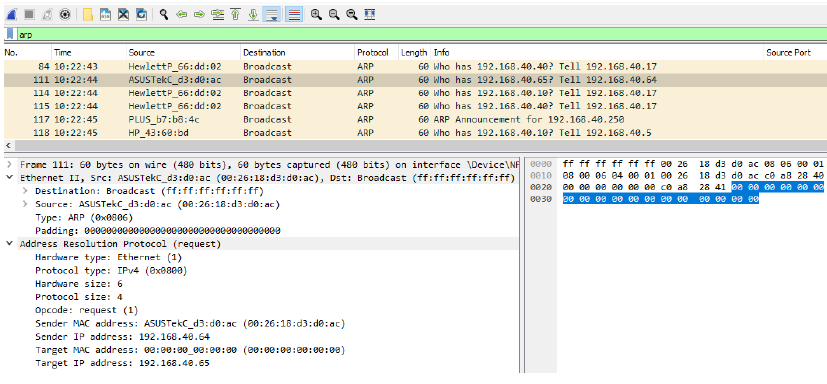 arp
No. Time Source Destination Protocol Length Info Source Port
84 10:22:43 HewlettP_66:dd:02 Broadcast ARP 60 Who has 192.168.40.40? Tell 192.168.40.17
111 10:22:44 ASUSTekC_d3:d0:ac Broadcast ARP 60 Who has 192.168.40.65? Tell 192.168.40.64
114 10:22:44 HewlettP_66:dd:02 Broadcast ARP 60 Who has 192.168.40.10? Tell 192.168.40.17
115 10:22:44 HewlettP_66:dd:02 Broadcast ARP 60 Who has 192.168.40.10? Tell 192.168.40.17
117 10:22:45 PLUS_b7:b8:4c Broadcast ARP 60 ARP Announcement for 192.168.40.250
118 10:22:45 HP_43:60:bd Broadcast ARP 60 Who has 192.168.40.10? Tell 192.168.40.5
Frame 111: 60 bytes on wire (480 bits), 60 bytes captured (480 bits) on interface \Device\NF
Ethernet II, Src: ASUSTekC_d3:d0:ac (00:26:18:d3:d0:ac), Dst: Broadcast (ff:ff:ff:ff:ff:ff)
Destination: Broadcast (ff:ff:ff:ff:ff:ff)
Source: ASUSTekC_d3:d0:ac (00:26:18:d3:d0:ac)
Type: ARP (0x0806)
Padding: 000000000000000000000000000000000000
Address Resolution Protocol (request)
Hardware type: Ethernet (1)
Protocol type: IPv4 (0x0800)
Hardware size: 6
Protocol size: 4
Opcode: request (1)
Sender MAC address: ASUSTekC_d3:d0:ac (00:26:18:d3:d0:ac)
Sender IP address: 192.168.40.64
Target MAC address: 00:00:00_00:00:00 (00:00:00:00:00:00)
Target IP address: 192.168.40.65
0000 ff ff ff ff ff ff 00 26 18 d3 d0 ac 08 06 00 01
0010 08 00 06 04 00 01 00 26 18 d3 d0 ac c0 a8 28 40
0020 00 00 00 00 00 00 c0 a8 28 41 00 00 00 00 00 00
0030 00 00 00 00 00 00 00 00 00 00 00 00